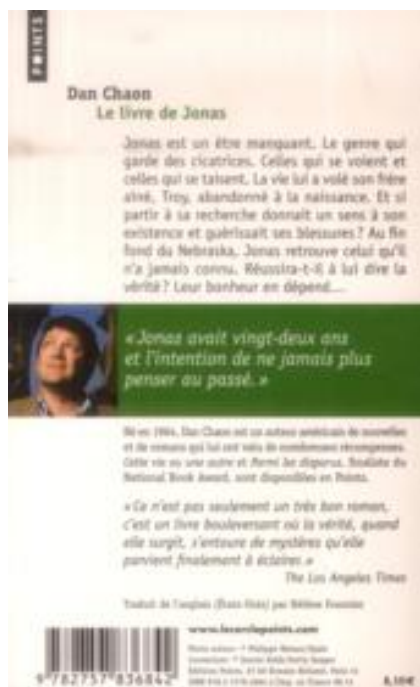 POINTS
Dan Chaon
Le livre de Jonas
Jonas est un être manquant. Le genre qui
garde des cicatrices. Celles qui se voient et
celles qui se taisent. La vie lui a volé son frère
aîné, Troy, abandonné à la naissance. Et si
partir à sa recherche donnait un sens à son
existence et guérissait ses blessures ? Au fin
fond du Nebraska, Jonas retrouve celui qu'il
n'a jamais connu. Réussira-t-il à lui dire la
vérité ? Leur bonheur en dépend...
« Jonas avait vingt-deux ans
et l'intention de ne jamais plus
penser au passé. »
Né en 1964, Dan Chaon est un auteur américain de nouvelles
et de romans qui lui ont valu de nombreuses récompenses.
Cette vie ou une autre et Parmi les disparus, finaliste du
National Book Award, sont disponibles en Points.
« Ce n'est pas seulement un très bon roman,
c'est un livre bouleversant où la vérité, quand
elle surgit, s'entoure de mystères qu'elle
parvient finalement à éclairer. »
The Los Angeles Times
Traduit de l'anglais (États-Unis) par Hélène Fournier
www.lecerclepoints.com
9 782757 836842